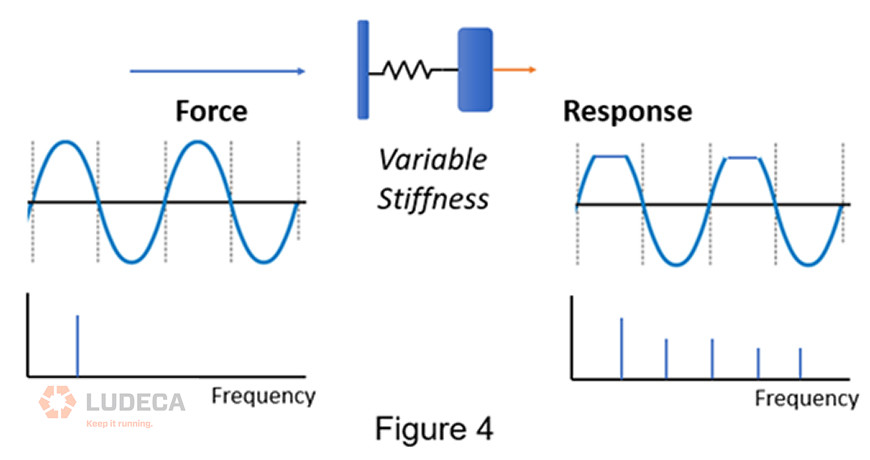 Force
Response
Variable
Stiffness
Frequency
LUDECA
Keep it running.
Frequency
Figure 4